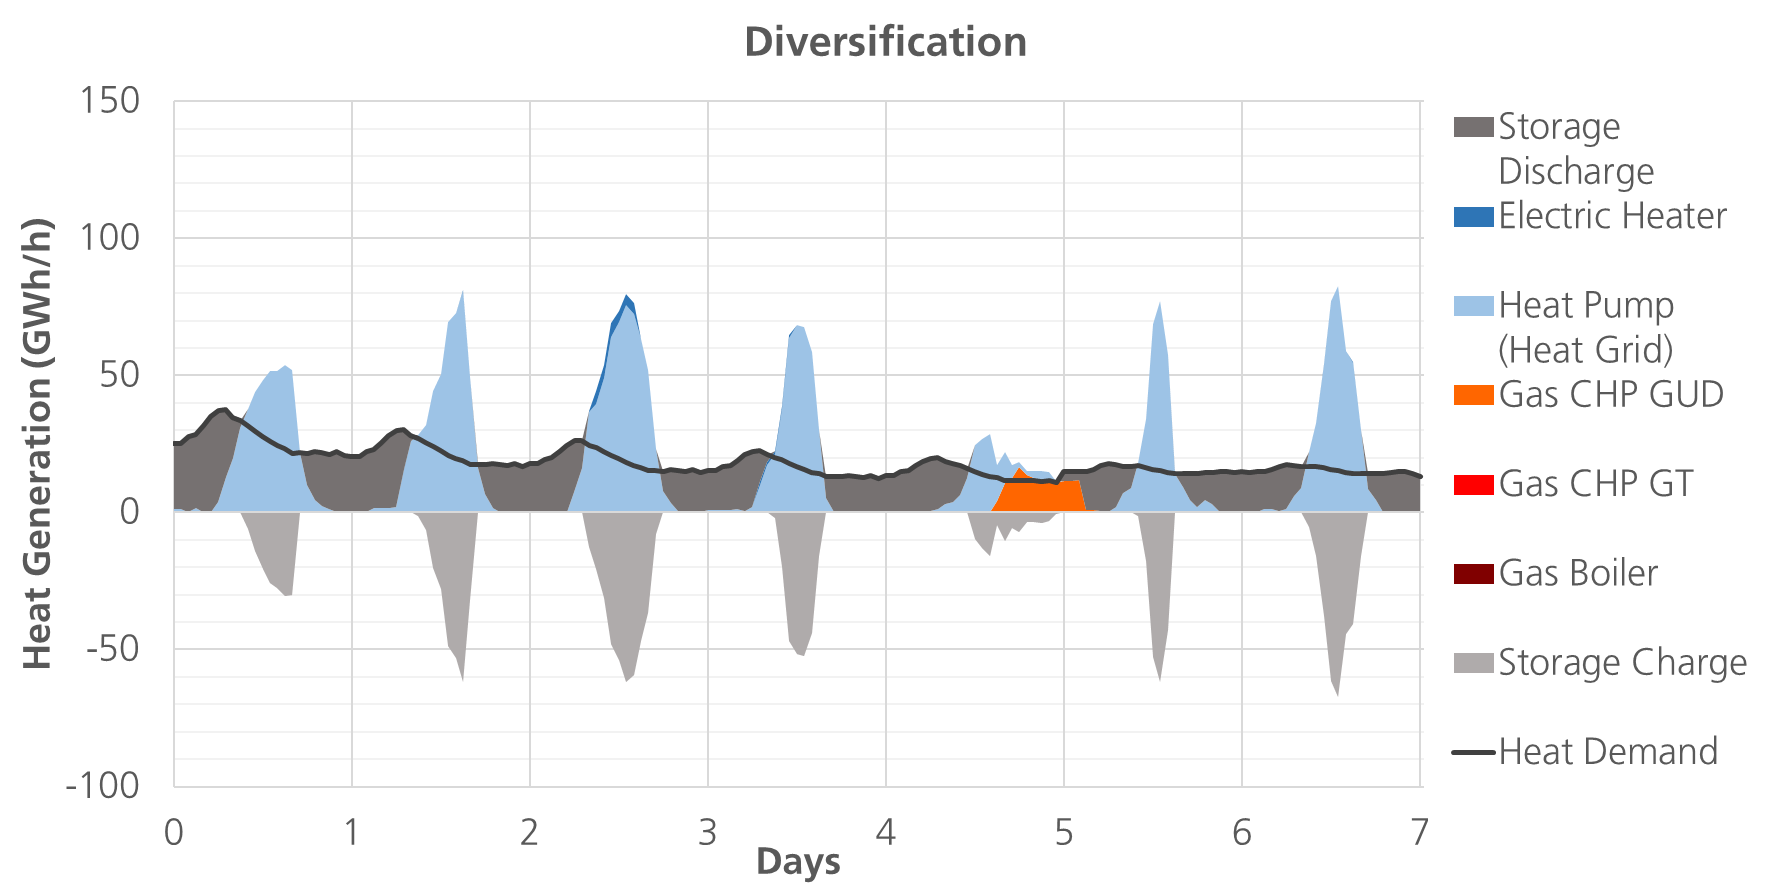 Diversification
Heat Generation (GWh/h)
150
100
50
0
-50
-100
0 1 2 3 4 5 6 7
Days
Storage
Discharge
Electric Heater
Heat Pump
(Heat Grid)
Gas CHP GUD
Gas CHP GT
Gas Boiler
Storage Charge
Heat Demand